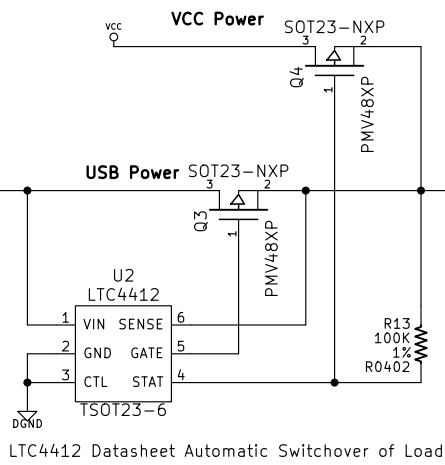 VCC Power
SOT23-NXP
VCC
3
2
Q4
1
PMV48XP
USB Power
SOT23-NXP
3
2
Q3
1
PMV48XP
U2
LTC4412
1 VIN SENSE 6
2 GND GATE 5
3 CTL STAT 4
TSOT23-6
R13
100K
1%
R0402
DGND
LTC4412 Datasheet Automatic Switchover of Load